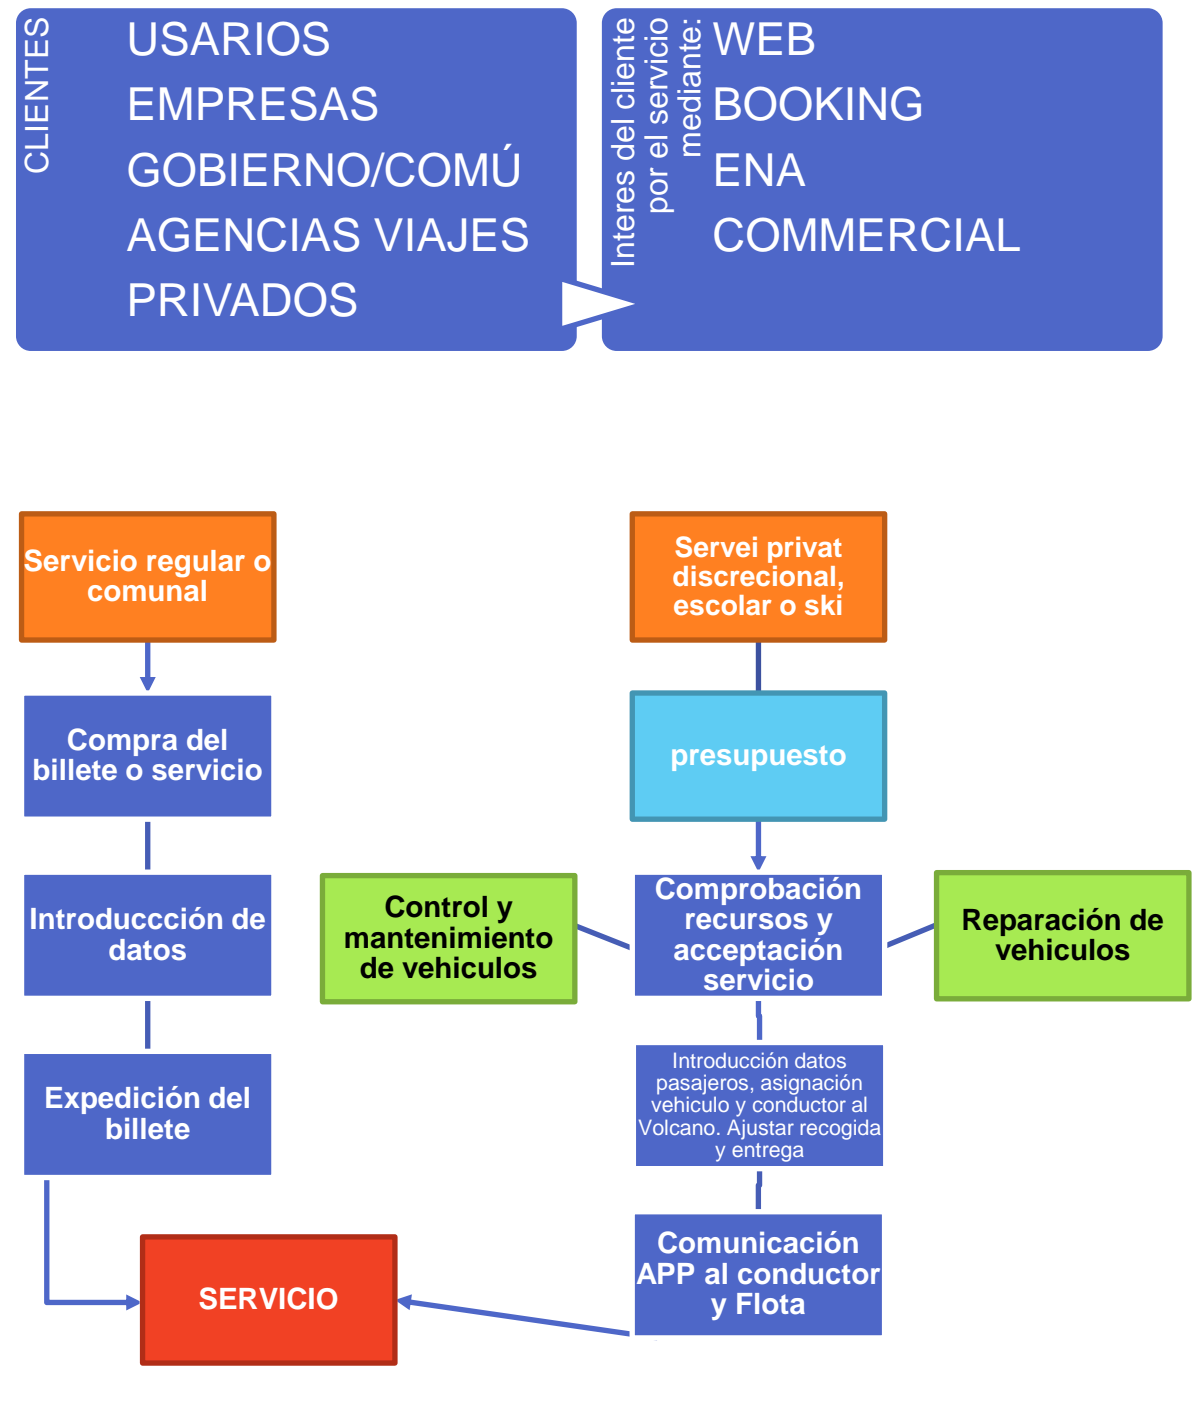 CLIENTES
USARIOS
EMPRESAS
GOBIERNO/COMÚ
AGENCIAS VIAJES
PRIVADOS
Interes del cliente
por el servicio
mediante:
WEB
BOOKING
ENA
COMMERCIAL
Servicio regular o
comunal
Compra del
billete o servicio
Introduccción de
datos
Expedición del
billete
SERVICIO
Servei privat
discrecional,
escolar o ski
presupuesto
Control y
mantenimiento
de vehiculos
Comprobación
recursos y
acceptación
servicio
Reparación de
vehiculos
Introducción datos
pasajeros, asignación
vehiculo y conductor al
Volcano. Ajustar recogida
y entrega
Comunicación
APP al conductor
y Flota